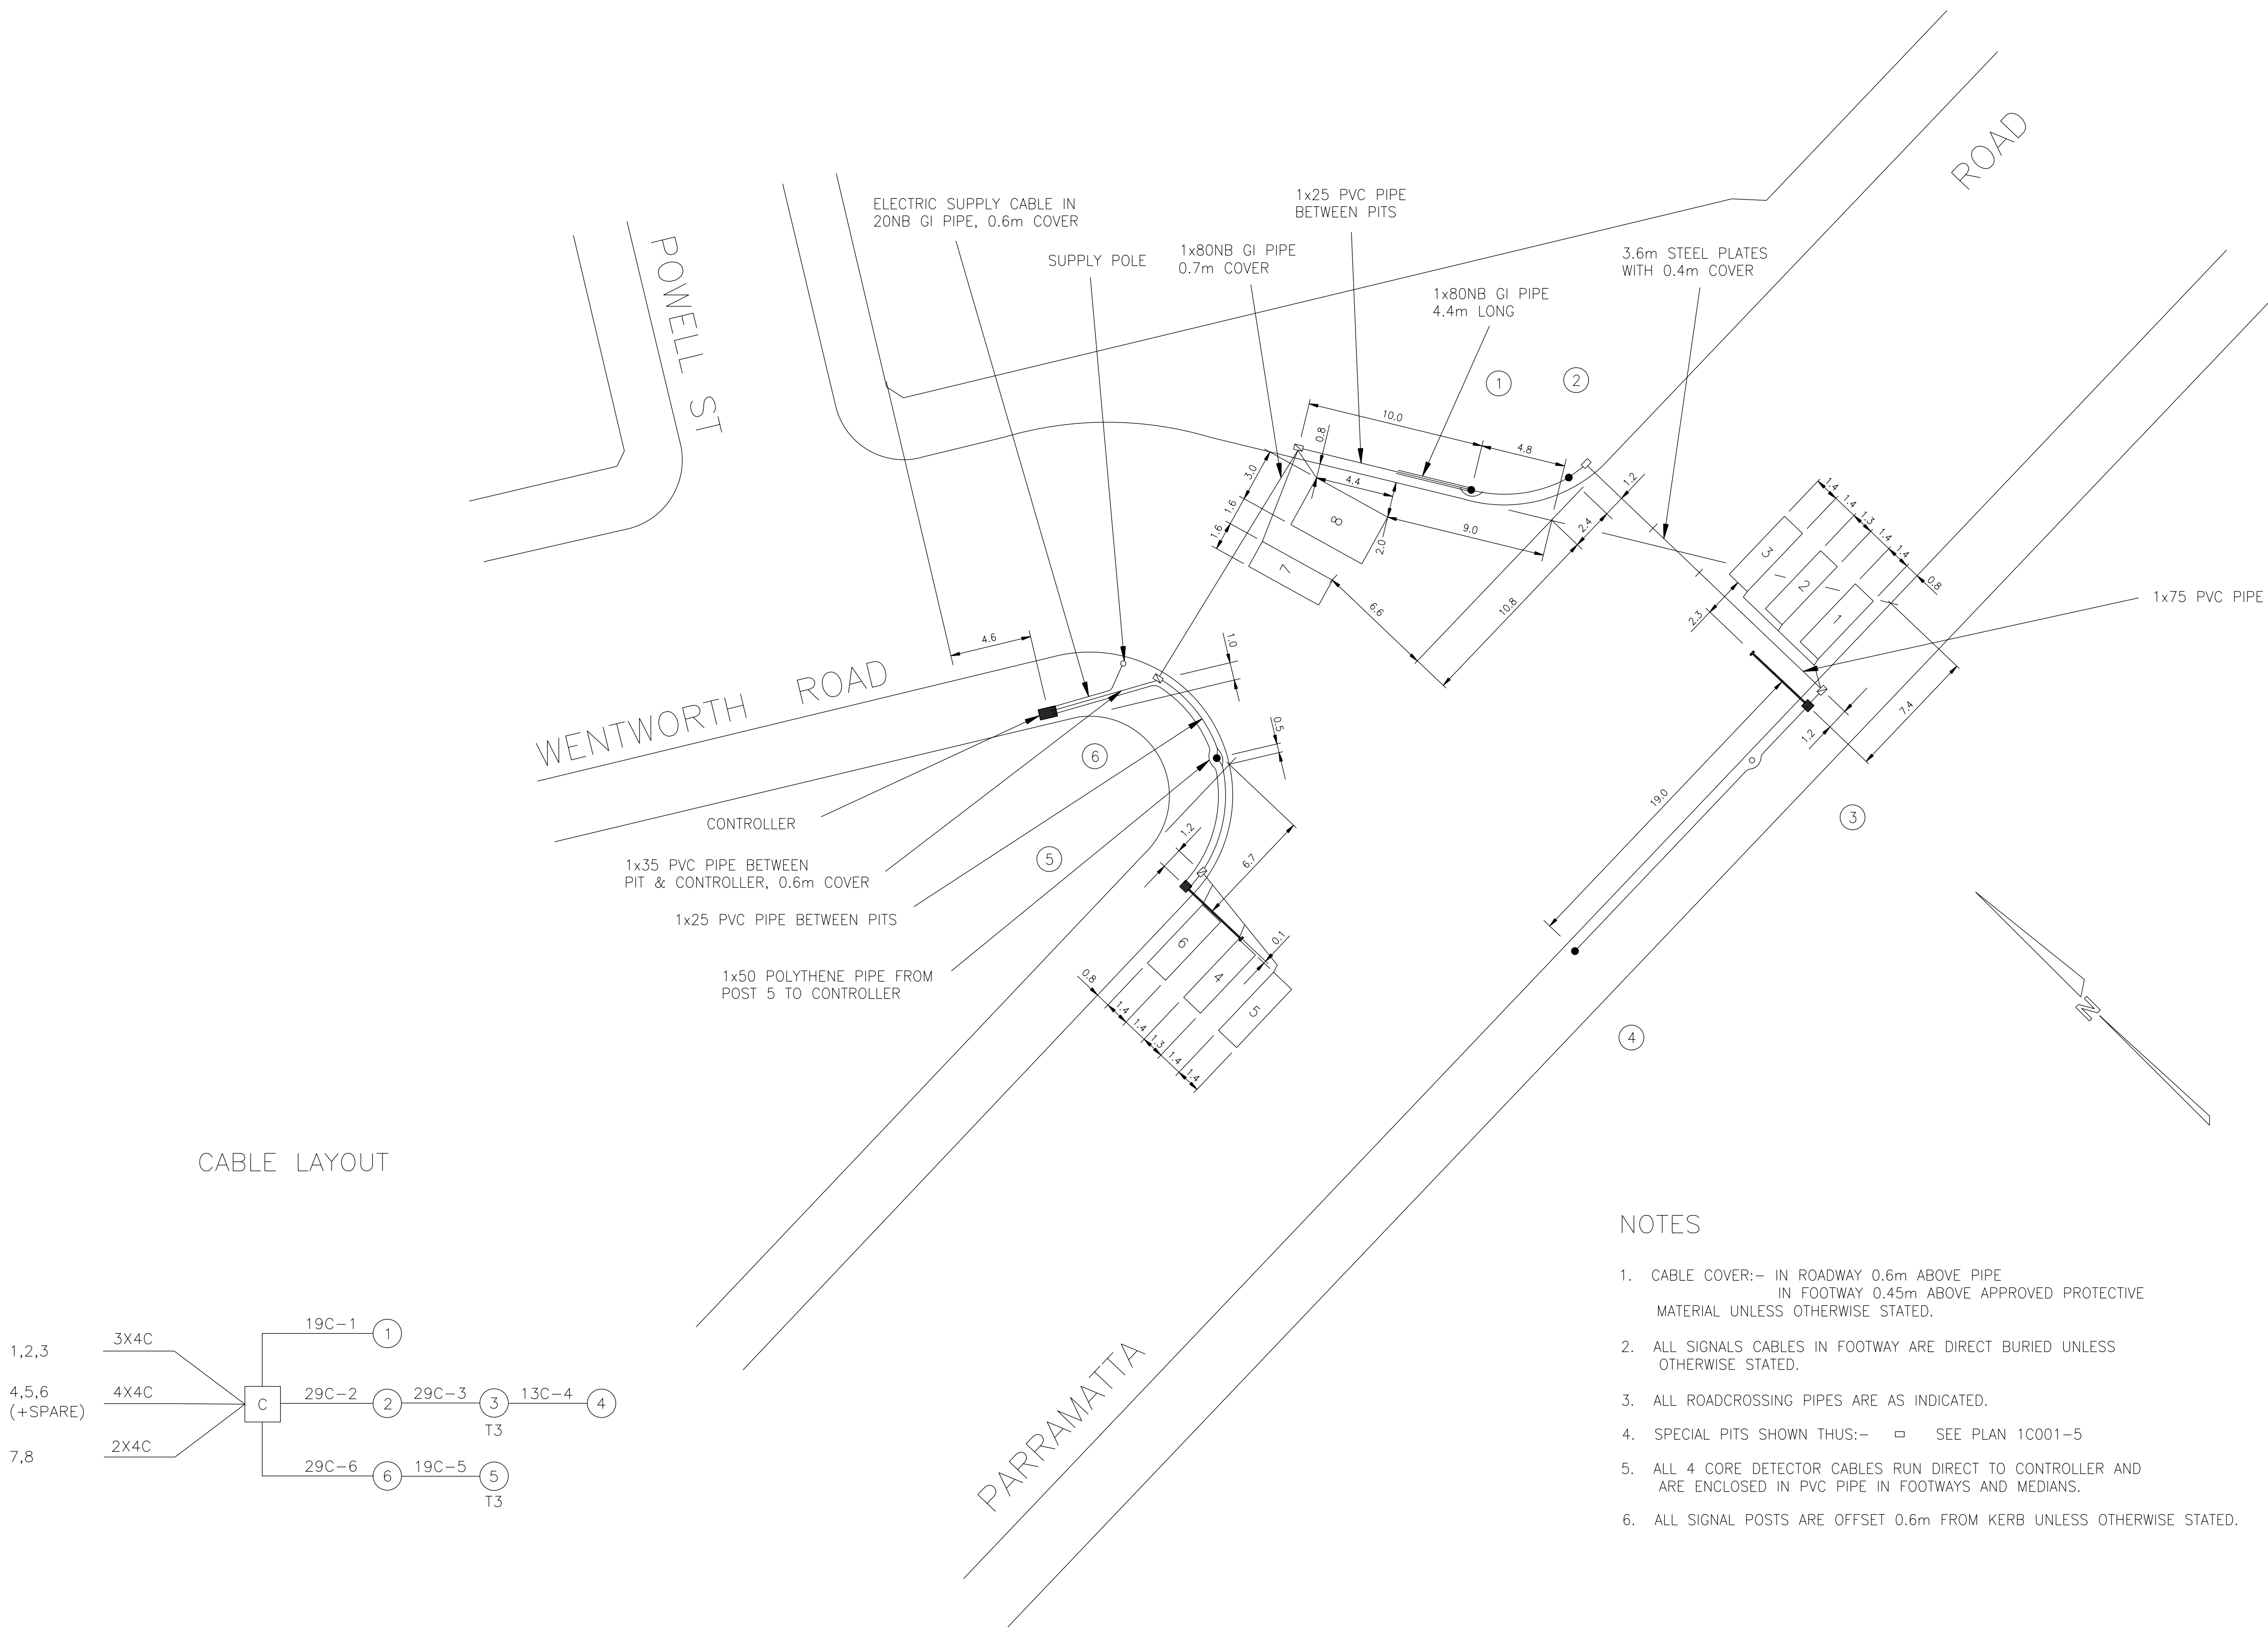 ROAD
POWELL ST
ELECTRIC SUPPLY CABLE IN
20NB GI PIPE, 0.6m COVER
SUPPLY POLE
1x80NB GI PIPE
0.7m COVER
1x25 PVC PIPE
BETWEEN PITS
1x80NB GI PIPE
4.4m LONG
3.6m STEEL PLATES
WITH 0.4m COVER
1
2
10.0
4.8
0.8
3.0
1.6
1.6
4.4
8
7
2.0
9.0
1.2
2.4
10.8
6.6
1.4
1.4
1.3
1.4
1.4
0.8
3
2
1
2.3
1x75 PVC PIPE
7.4
1.2
19.0
3
4
4.6
1.0
0.5
WENTWORTH ROAD
6
CONTROLLER
5
1x35 PVC PIPE BETWEEN
PIT & CONTROLLER, 0.6m COVER
1x25 PVC PIPE BETWEEN PITS
1x50 POLYTHENE PIPE FROM
POST 5 TO CONTROLLER
1.2
6.7
0.1
6
4
5
0.8
1.4
1.4
1.3
1.4
1.4
N
PARRAMATTA
CABLE LAYOUT
1,2,3
3X4C
4,5,6
(+SPARE)
4X4C
7,8
2X4C
C
19C-1
1
29C-2
2
29C-3
3
T3
13C-4
4
29C-6
6
19C-5
5
T3
NOTES
1. CABLE COVER:- IN ROADWAY 0.6m ABOVE PIPE
IN FOOTWAY 0.45m ABOVE APPROVED PROTECTIVE
MATERIAL UNLESS OTHERWISE STATED.
2. ALL SIGNALS CABLES IN FOOTWAY ARE DIRECT BURIED UNLESS
OTHERWISE STATED.
3. ALL ROADCROSSING PIPES ARE AS INDICATED.
4. SPECIAL PITS SHOWN THUS:- SEE PLAN 1C001-5
5. ALL 4 CORE DETECTOR CABLES RUN DIRECT TO CONTROLLER AND
ARE ENCLOSED IN PVC PIPE IN FOOTWAYS AND MEDIANS.
6. ALL SIGNAL POSTS ARE OFFSET 0.6m FROM KERB UNLESS OTHERWISE STATED.